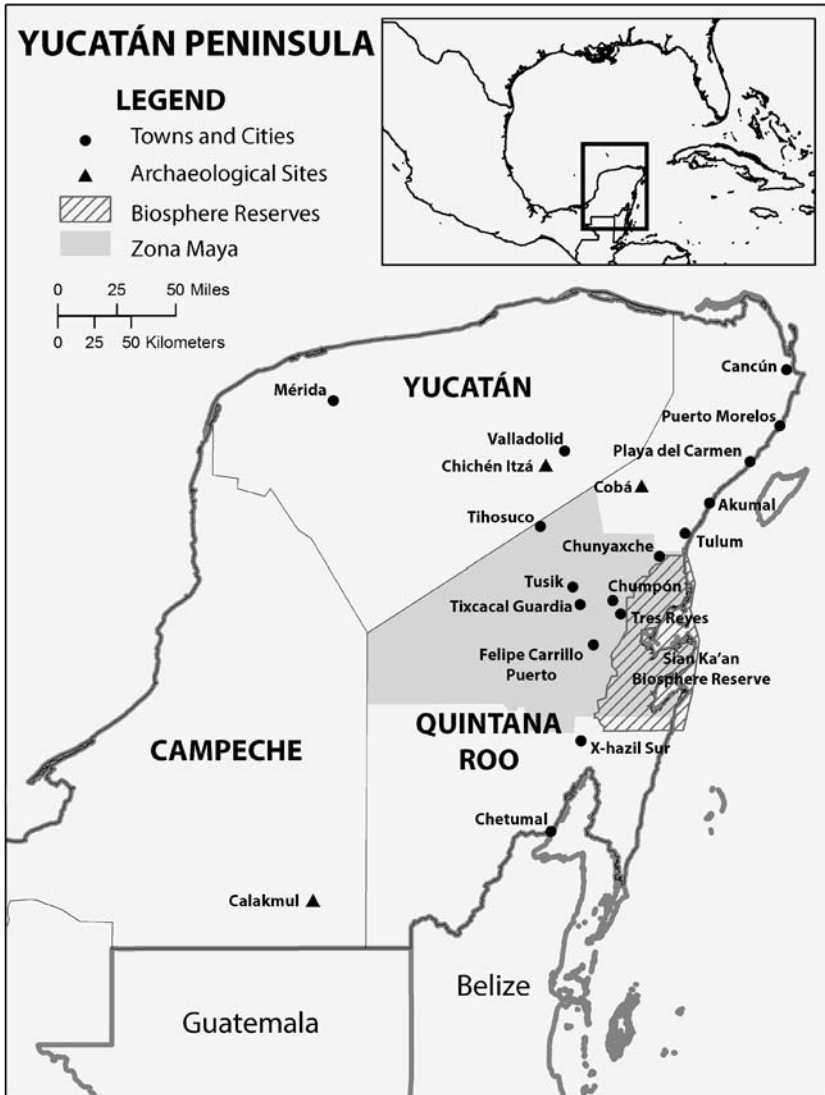 YUCATÁN PENINSULA
LEGEND
Towns and Cities
Archaeological Sites
Biosphere Reserves
Zona Maya
0 25 50 Miles
0 25 50 Kilometers
Cancún
Mérida
YUCATÁN
Puerto Morelos
Valladolid
Playa del Carmen
Chichén Itzá
Cobá
Akumal
Tihosuco
Tulum
Chunyaxche
Tusik
Chumpón
Tixcacal Guardia
Tres Reyes
Felipe Carrillo
Puerto
Sian Ka'an
Biosphere Reserve
QUINTANA
ROO
CAMPECHE
X-hazil Sur
Chetumal
Calakmul
Belize
Guatemala